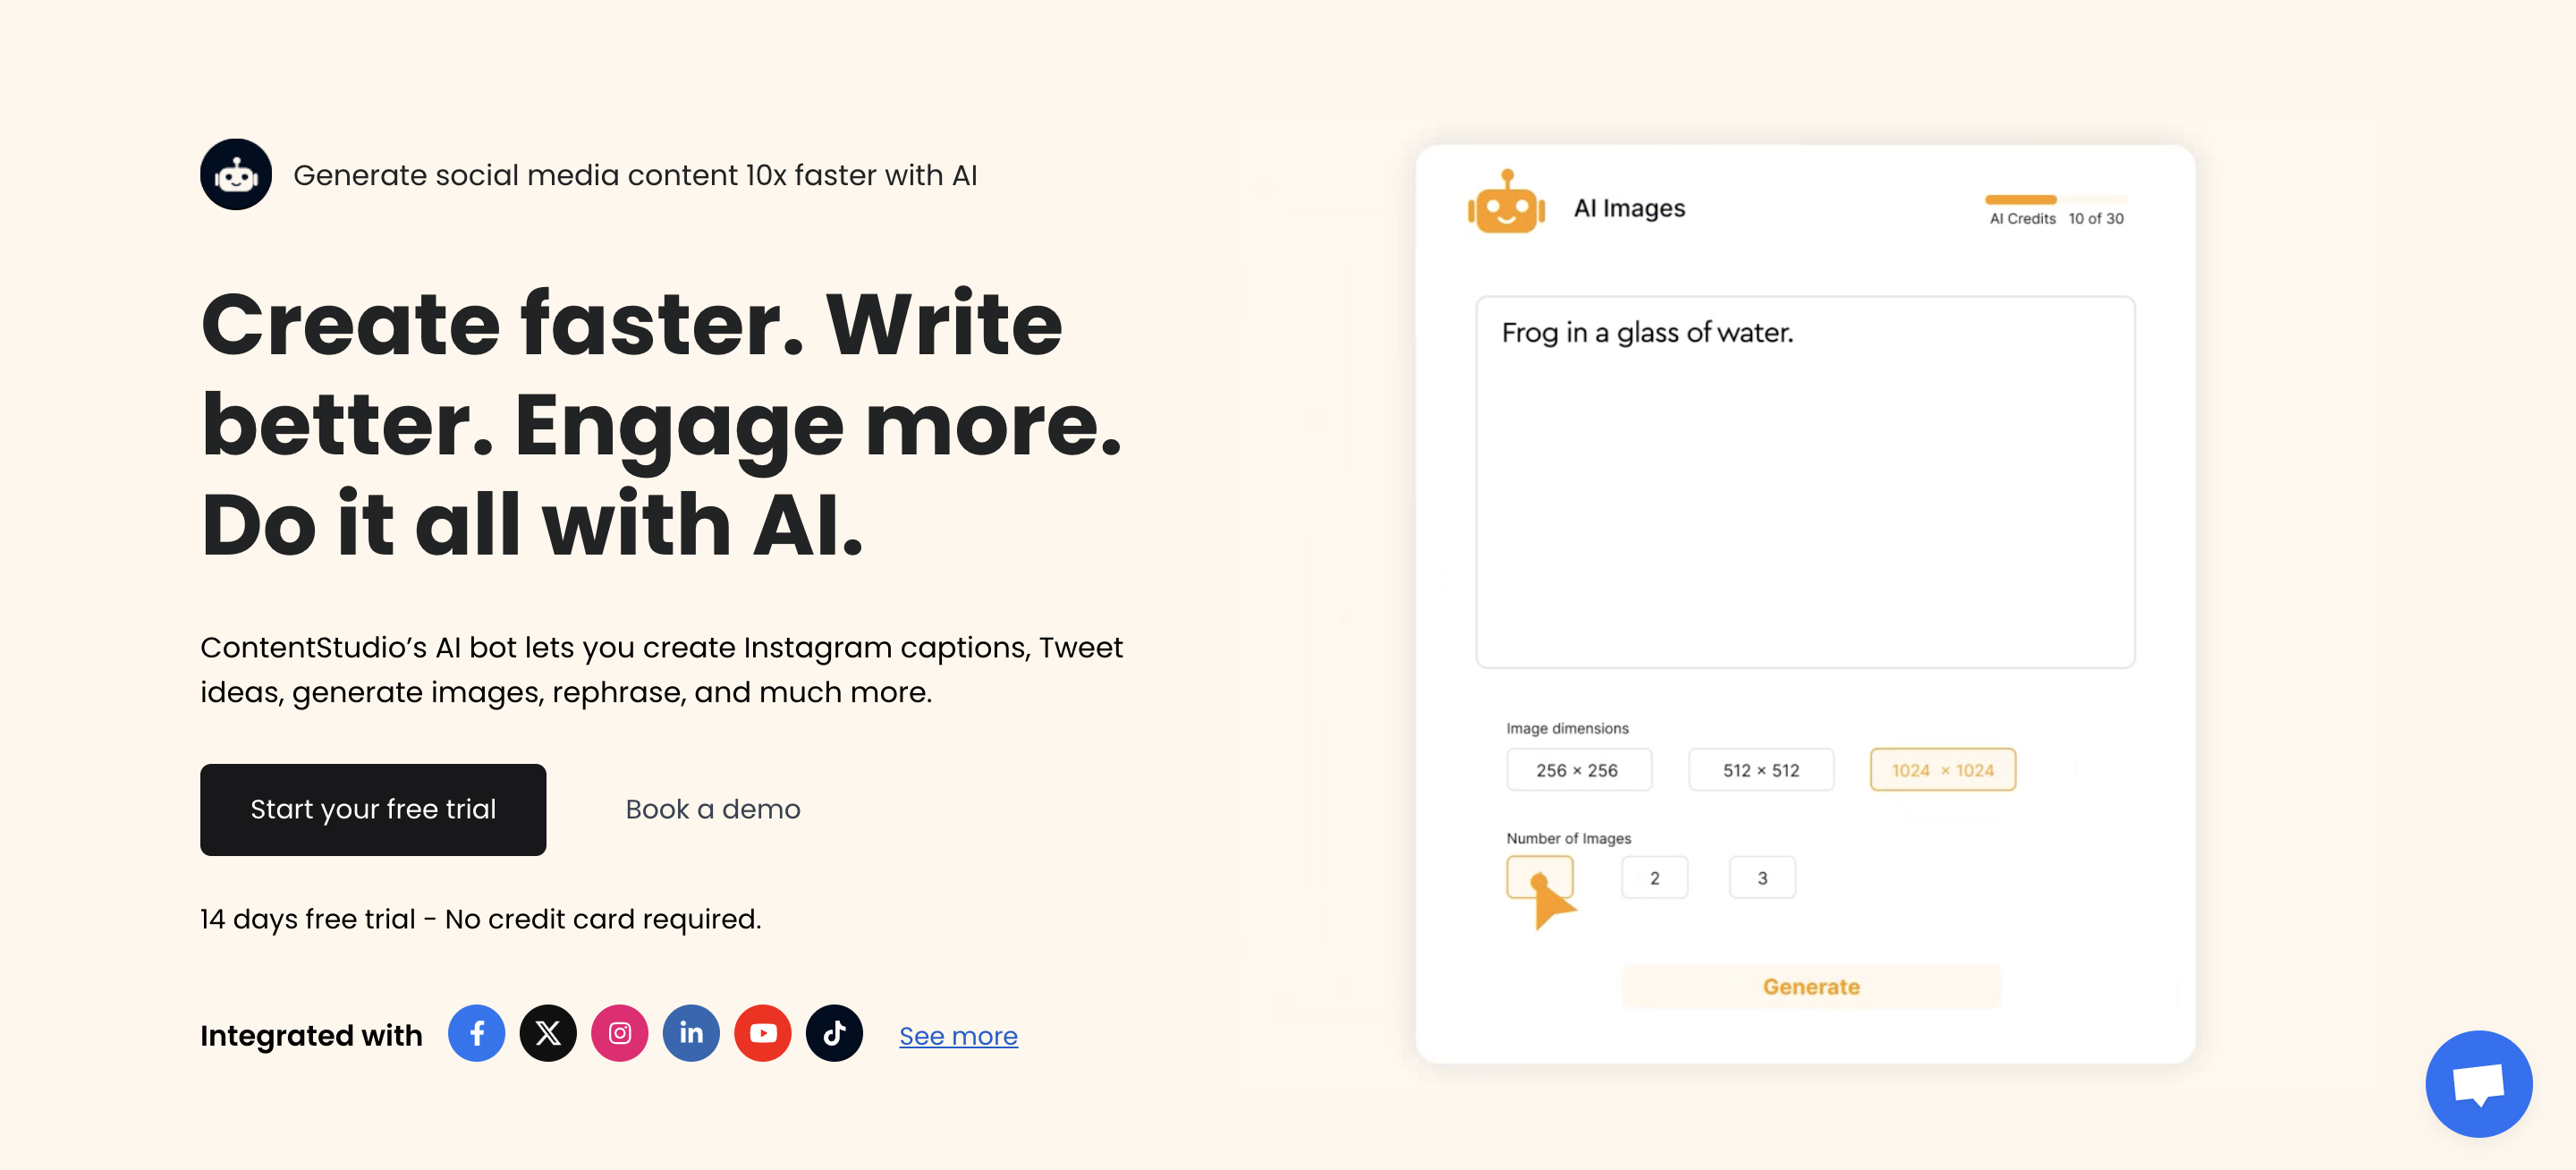 Generate social media content 10x faster with AI
Create faster. Write
better. Engage more.
Do it all with AI.
ContentStudio’s AI bot lets you create Instagram captions, Tweet
ideas, generate images, rephrase, and much more.
Start your free trial
Book a demo
14 days free trial - No credit card required.
Integrated with
See more
AI Images
AI Credits 10 of 30
Frog in a glass of water.
Image dimensions
256 × 256
512 × 512
1024 × 1024
Number of Images
2
3
Generate